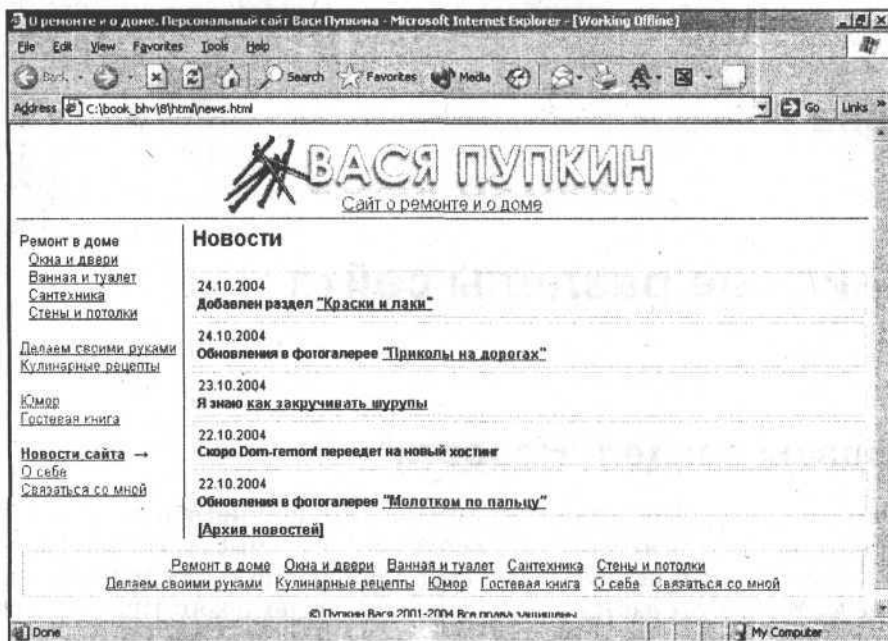 О ремонте и о доме. Персональный сайт Васи Пупкина - Microsoft Internet Explorer - [Working Offline]
File Edit View Favorites Tools Help
Back Search Favorites Media
Address C:\book_bhv\8\html\news.html Go Links »
ВАСЯ ПУПКИН
Сайт о ремонте и о доме
Ремонт в доме
Окна и двери
Ванная и туалет
Сантехника
Стены и потолки
Делаем своими руками
Кулинарные рецепты
Юмор
Гостевая книга
Новости сайта →
О себе
Связаться со мной
Новости
24.10.2004
Добавлен раздел "Краски и лаки"
24.10.2004
Обновления в фотогалерее "Приколы на дорогах"
23.10.2004
Я знаю как закручивать шурупы
22.10.2004
Скоро Dom-remont переедет на новый хостинг
22.10.2004
Обновления в фотогалерее "Молотком по пальцу"
[Архив новостей]
Ремонт в доме Окна и двери Ванная и туалет Сантехника Стены и потолки
Делаем своими руками Кулинарные рецепты Юмор Гостевая книга О себе Связаться со мной
© Пупкин Вася 2001-2004 Все права защищены
Done My Computer